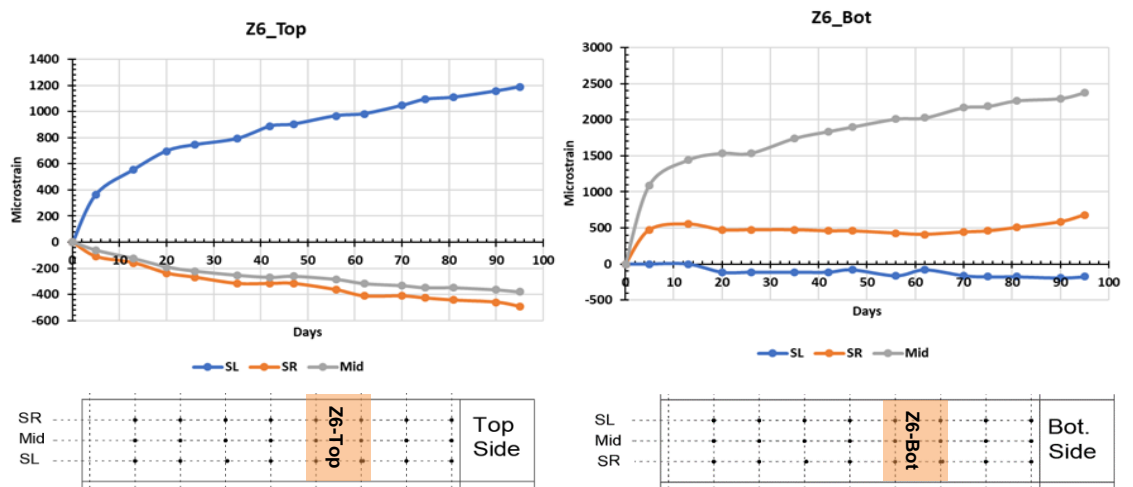 Z6_Top
1400
1200
1000
800
600
400
200
0
-200
-400
-600
0 10 20 30 40 50 60 70 80 90 100
Microstrain
Days
SL SR Mid
Z6_Bot
3000
2500
2000
1500
1000
500
0
-500
0 10 20 30 40 50 60 70 80 90 100
Microstrain
Days
SL SR Mid
SR
Mid
SL
Z6-Top
Top
Side
SL
Mid
SR
Z6-Bot
Bot.
Side